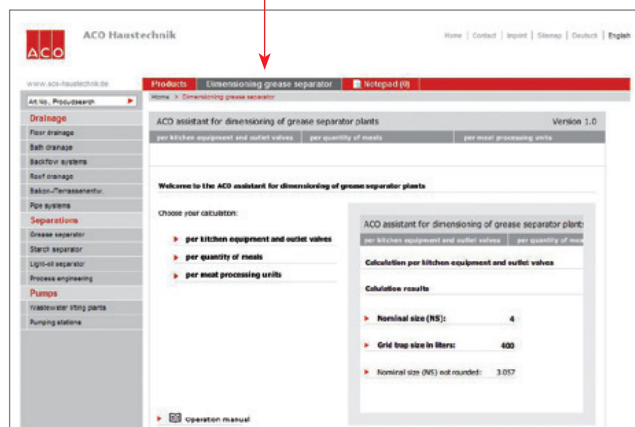 ACO
ACO Haustechnik
Home | Contact | Imprint | Sitemap | Deutsch | English
www.aco-haustechnik.de
Products
Dimensioning grease separator
Notepad (0)
Art.No., Productsearch
Home > Dimensioning grease separator
Drainage
Floor drainage
Bath drainage
Backflow systems
Roof drainage
Balkon-/Terrassenentw.
Pipe systems
Separations
Grease separator
Starch separator
Light-oil separator
Process engineering
Pumps
Wastewater lifting plants
Pumping stations
ACO assistant for dimensioning of grease separator plants
Version 1.0
per kitchen equipment and outlet valves
per quantity of meals
per meat processing units
Welcome to the ACO assistant for dimensioning of grease separator plants
Choose your calculation:
per kitchen equipment and outlet valves
per quantity of meals
per meat processing units
Operation manual
ACO assistant for dimensioning of grease separator plants
per kitchen equipment and outlet valves
per quantity of mea
Calculation per kitchen equipment and outlet valves
Calulation results
Nominal size (NS): 4
Grid trap size in liters: 400
Nominal size (NS) not rounded: 3.057